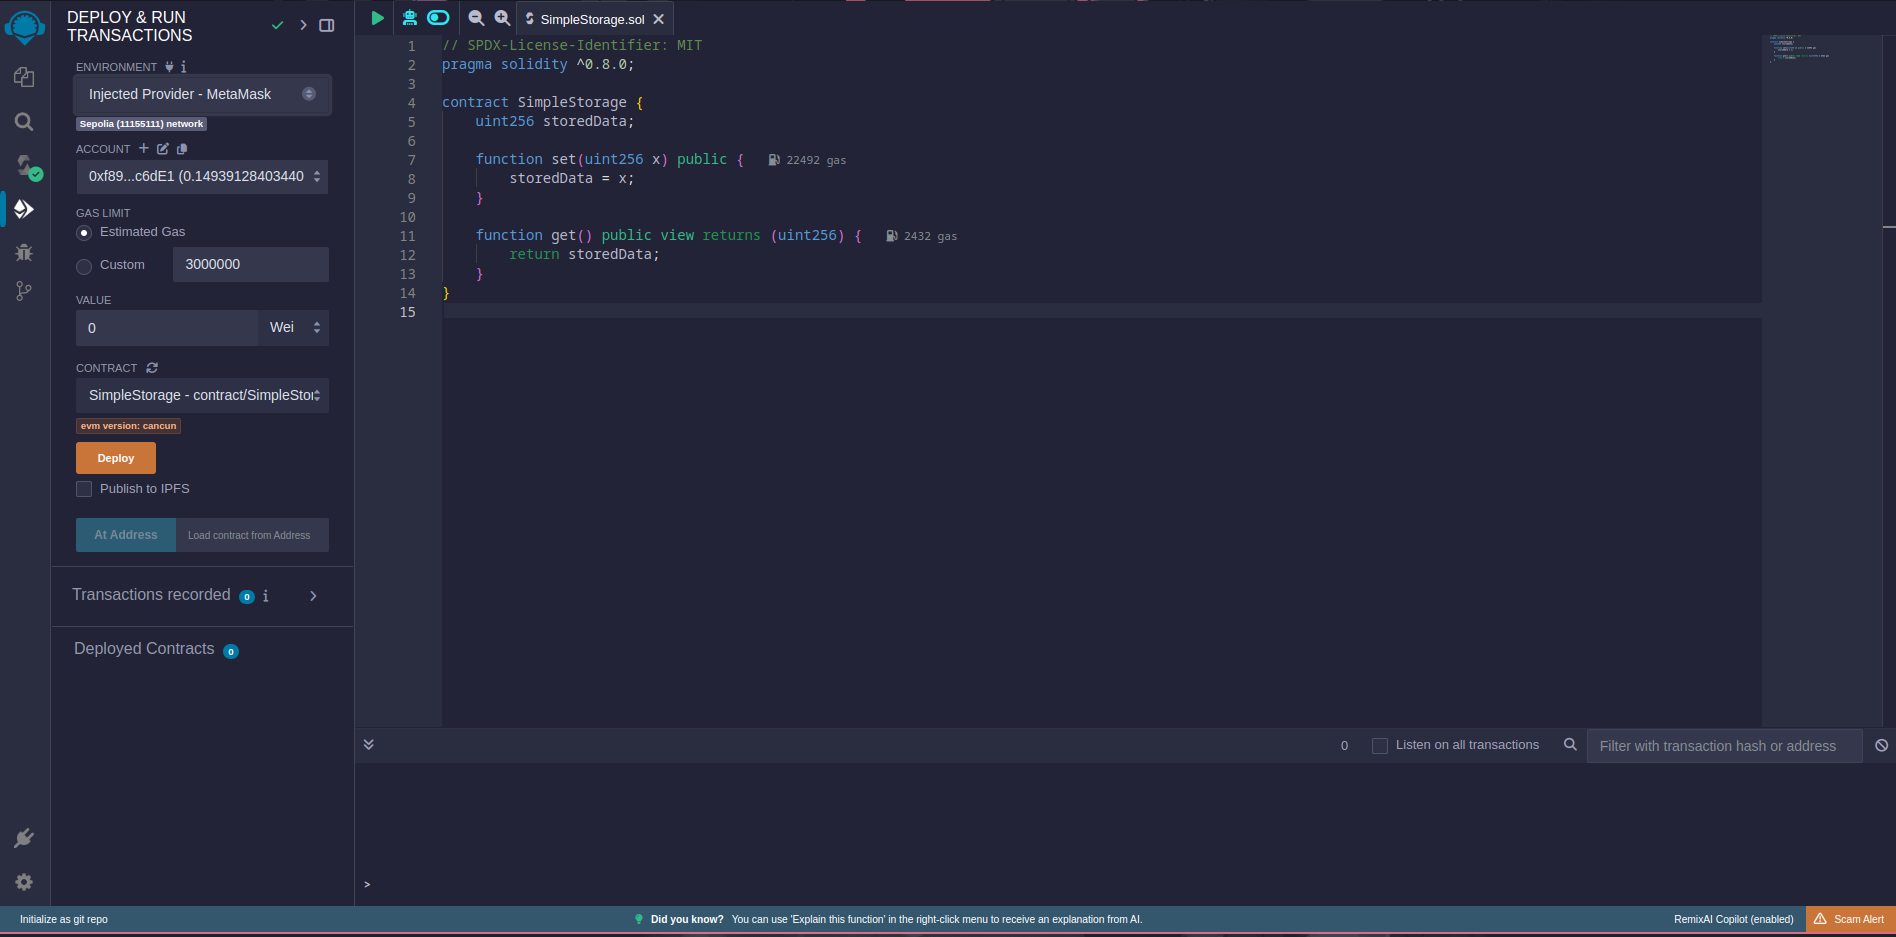 DEPLOY & RUN
TRANSACTIONS
ENVIRONMENT
Injected Provider - MetaMask
Sepolia (11155111) network
ACCOUNT
0xf89...c6dE1 (0.14939128403440
GAS LIMIT
Estimated Gas
Custom
3000000
VALUE
0
Wei
CONTRACT
SimpleStorage - contract/SimpleStor
evm version: cancun
Deploy
Publish to IPFS
At Address
Load contract from Address
Transactions recorded 0 i
Deployed Contracts 0
SimpleStorage.sol
1 // SPDX-License-Identifier: MIT
2 pragma solidity ^0.8.0;
3
4 contract SimpleStorage {
5 uint256 storedData;
6
7 function set(uint256 x) public { 22492 gas
8 storedData = x;
9 }
10
11 function get() public view returns (uint256) { 2432 gas
12 return storedData;
13 }
14 }
15
0
Listen on all transactions
Filter with transaction hash or address
>
Initialize as git repo
Did you know? You can use 'Explain this function' in the right-click menu to receive an explanation from AI.
RemixAI Copilot (enabled)
Scam Alert